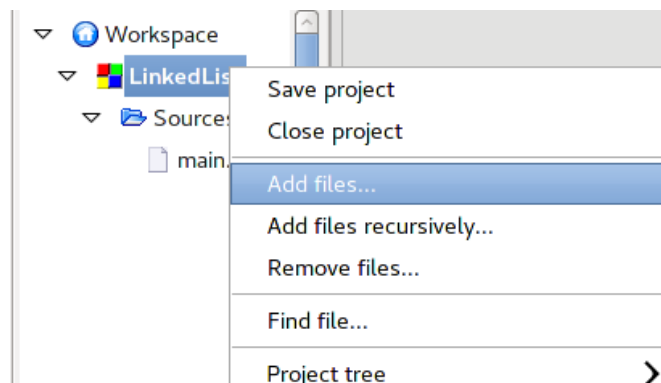 Workspace
LinkedLis
Save project
Sources
Close project
main.
Add files...
Add files recursively...
Remove files...
Find file...
Project tree